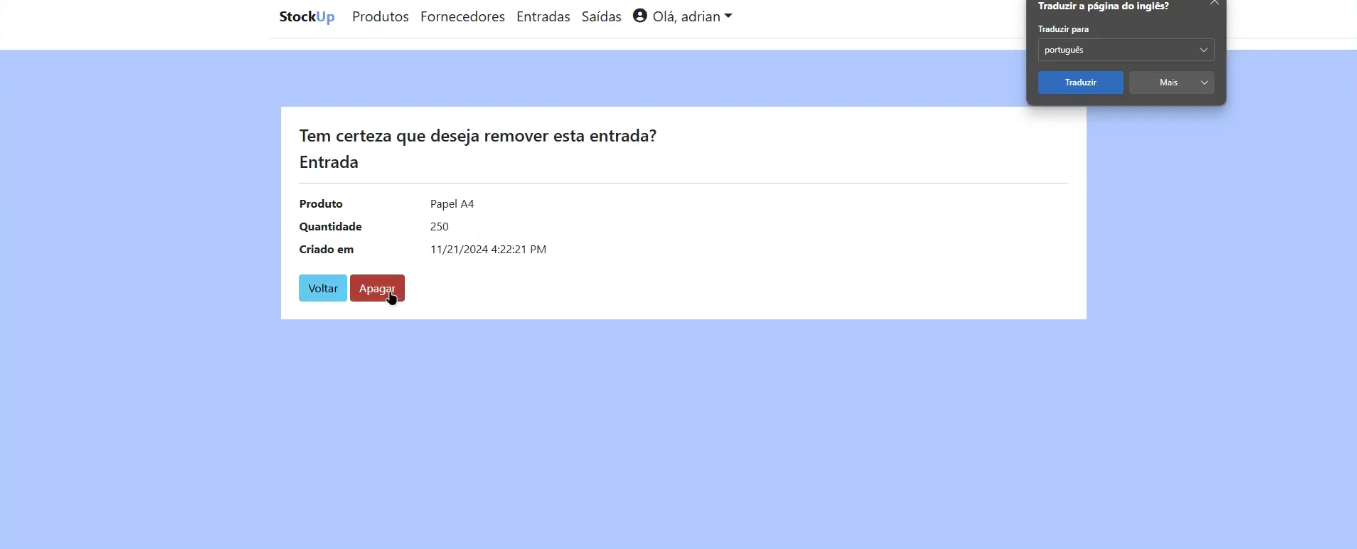 StockUp Produtos Fornecedores Entradas Saídas Olá, adrian
Traduzir a página do inglês?
Traduzir para
português
Traduzir Mais
Tem certeza que deseja remover esta entrada?
Entrada
Produto Papel A4
Quantidade 250
Criado em 11/21/2024 4:22:21 PM
Voltar Apagar